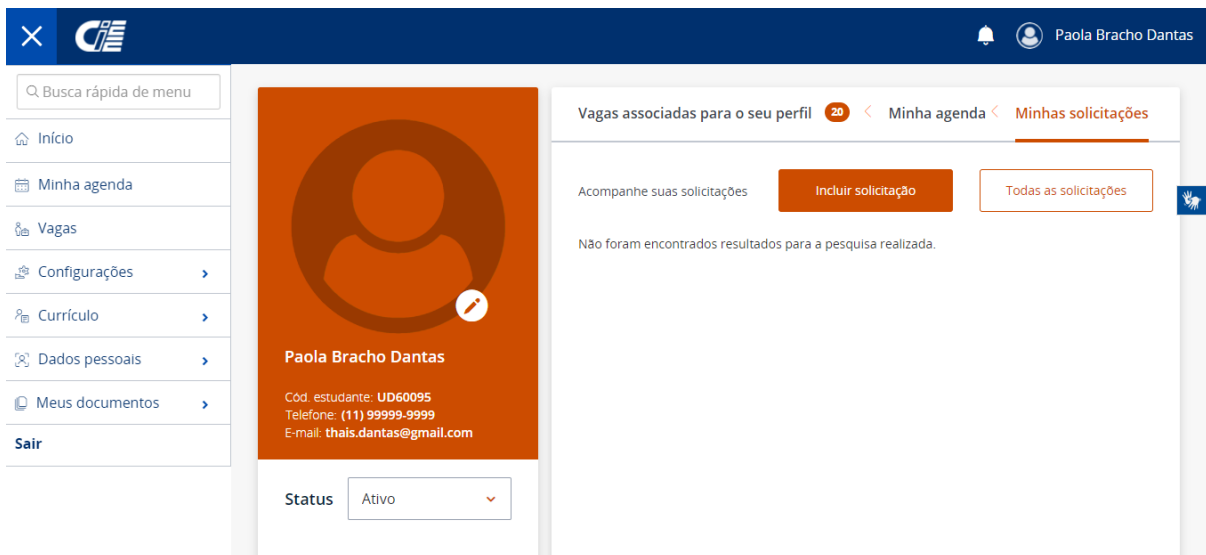 CIEE
Paola Bracho Dantas
Busca rápida de menu
Início
Minha agenda
Vagas
Configurações
Currículo
Dados pessoais
Meus documentos
Sair
Paola Bracho Dantas
Cód. estudante: UD60095
Telefone: (11) 99999-9999
E-mail: thais.dantas@gmail.com
Status Ativo
Vagas associadas para o seu perfil 20 Minha agenda Minhas solicitações
Acompanhe suas solicitações Incluir solicitação Todas as solicitações
Não foram encontrados resultados para a pesquisa realizada.